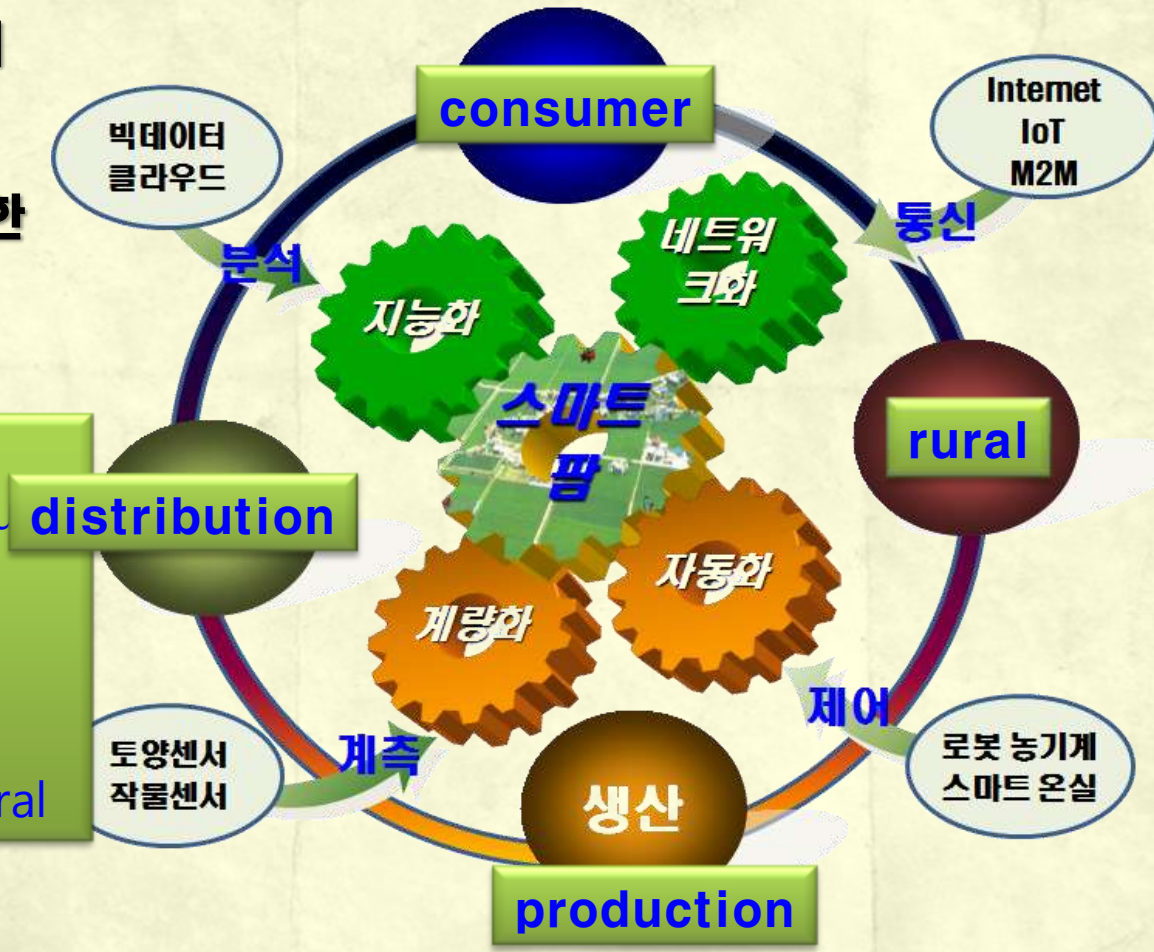 consumer
빅데이터
클라우드
Internet
IoT
M2M
한
분석
통신
지능화
네트워
크화
스마트
팜
rural
distribution
계량화
자동화
토양센서
작물센서
계측
제어
로봇 농기계
스마트 온실
생산
production